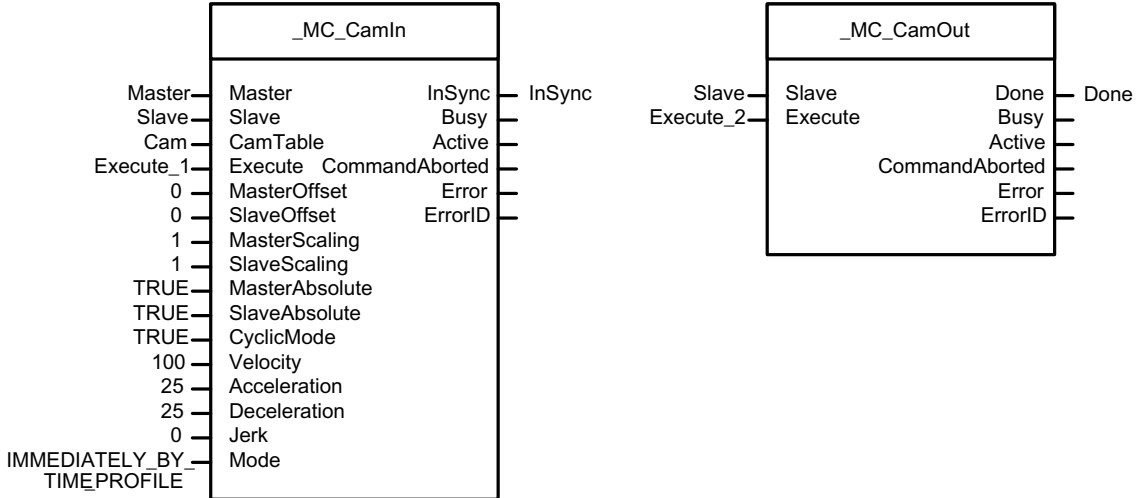 _MC_CamIn
Master Master InSync InSync
Slave Slave Busy
Cam CamTable Active
Execute_1 Execute CommandAborted
0 MasterOffset Error
0 SlaveOffset ErrorID
1 MasterScaling
1 SlaveScaling
TRUE MasterAbsolute
TRUE SlaveAbsolute
TRUE CyclicMode
100 Velocity
25 Acceleration
25 Deceleration
0 Jerk
IMMEDIATELY_BY_ Mode
TIME_PROFILE
_MC_CamOut
Slave Slave Done Done
Execute_2 Execute Busy
Active
CommandAborted
Error
ErrorID